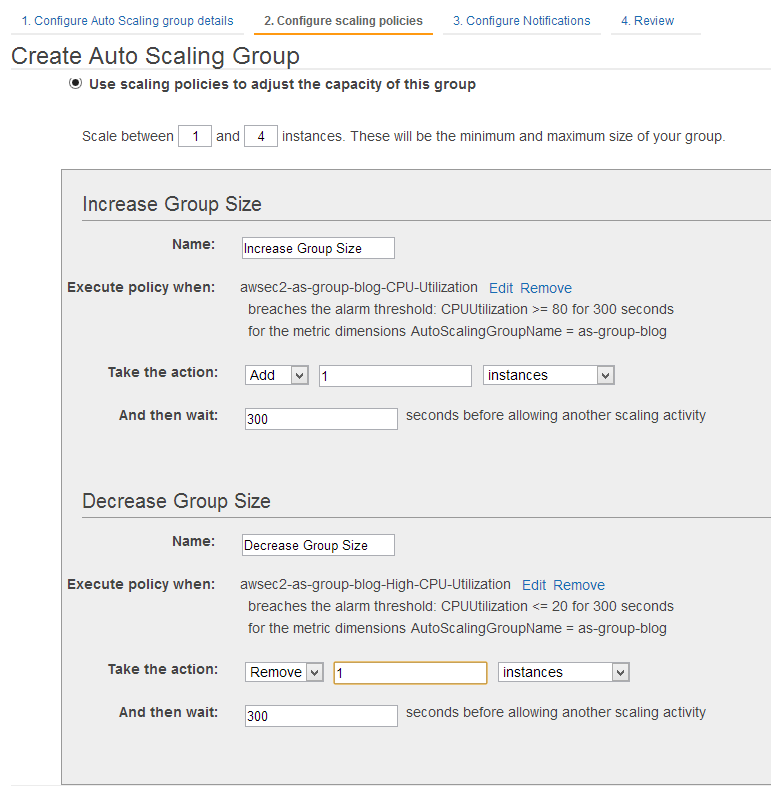 1. Configure Auto Scaling group details 2. Configure scaling policies 3. Configure Notifications 4. Review
Create Auto Scaling Group
Use scaling policies to adjust the capacity of this group
Scale between 1 and 4 instances. These will be the minimum and maximum size of your group.
Increase Group Size
Name: Increase Group Size
Execute policy when: awsec2-as-group-blog-CPU-Utilization Edit Remove
breaches the alarm threshold: CPUUtilization >= 80 for 300 seconds
for the metric dimensions AutoScalingGroupName = as-group-blog
Take the action: Add 1 instances
And then wait: 300 seconds before allowing another scaling activity
Decrease Group Size
Name: Decrease Group Size
Execute policy when: awsec2-as-group-blog-High-CPU-Utilization Edit Remove
breaches the alarm threshold: CPUUtilization <= 20 for 300 seconds
for the metric dimensions AutoScalingGroupName = as-group-blog
Take the action: Remove 1 instances
And then wait: 300 seconds before allowing another scaling activity